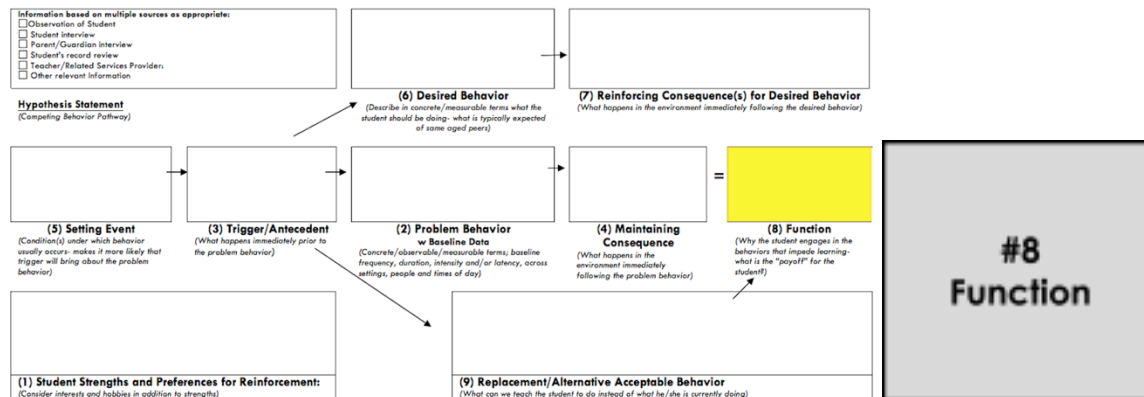 Information based on multiple sources as appropriate:
Observation of Student
Student interview
Parent/Guardian interview
Student's record review
Teacher/Related Services Provider:
Other relevant Information
Hypothesis Statement
(Competing Behavior Pathway)
(6) Desired Behavior
(Describe in concrete/measurable terms what the
student should be doing- what is typically expected
of same aged peers)
(7) Reinforcing Consequence(s) for Desired Behavior
(What happens in the environment immediately following the desired behavior)
(5) Setting Event
(Condition(s) under which behavior
usually occurs- makes it more likely that
trigger will bring about the problem
behavior)
(3) Trigger/Antecedent
(What happens immediately prior to
the problem behavior)
(2) Problem Behavior
w Baseline Data
(Concrete/observable/measurable terms; baseline
frequency, duration, intensity and/or latency, across
settings, people and times of day)
(4) Maintaining
Consequence
(What happens in the
environment immediately
following the problem behavior)
=
(8) Function
(Why the student engages in the
behaviors that impede learning-
what is the "payoff" for the
student?)
#8
Function
(1) Student Strengths and Preferences for Reinforcement:
(Consider interests and hobbies in addition to strengths)
(9) Replacement/Alternative Acceptable Behavior
(What can we teach the student to do instead of what he/she is currently doing)